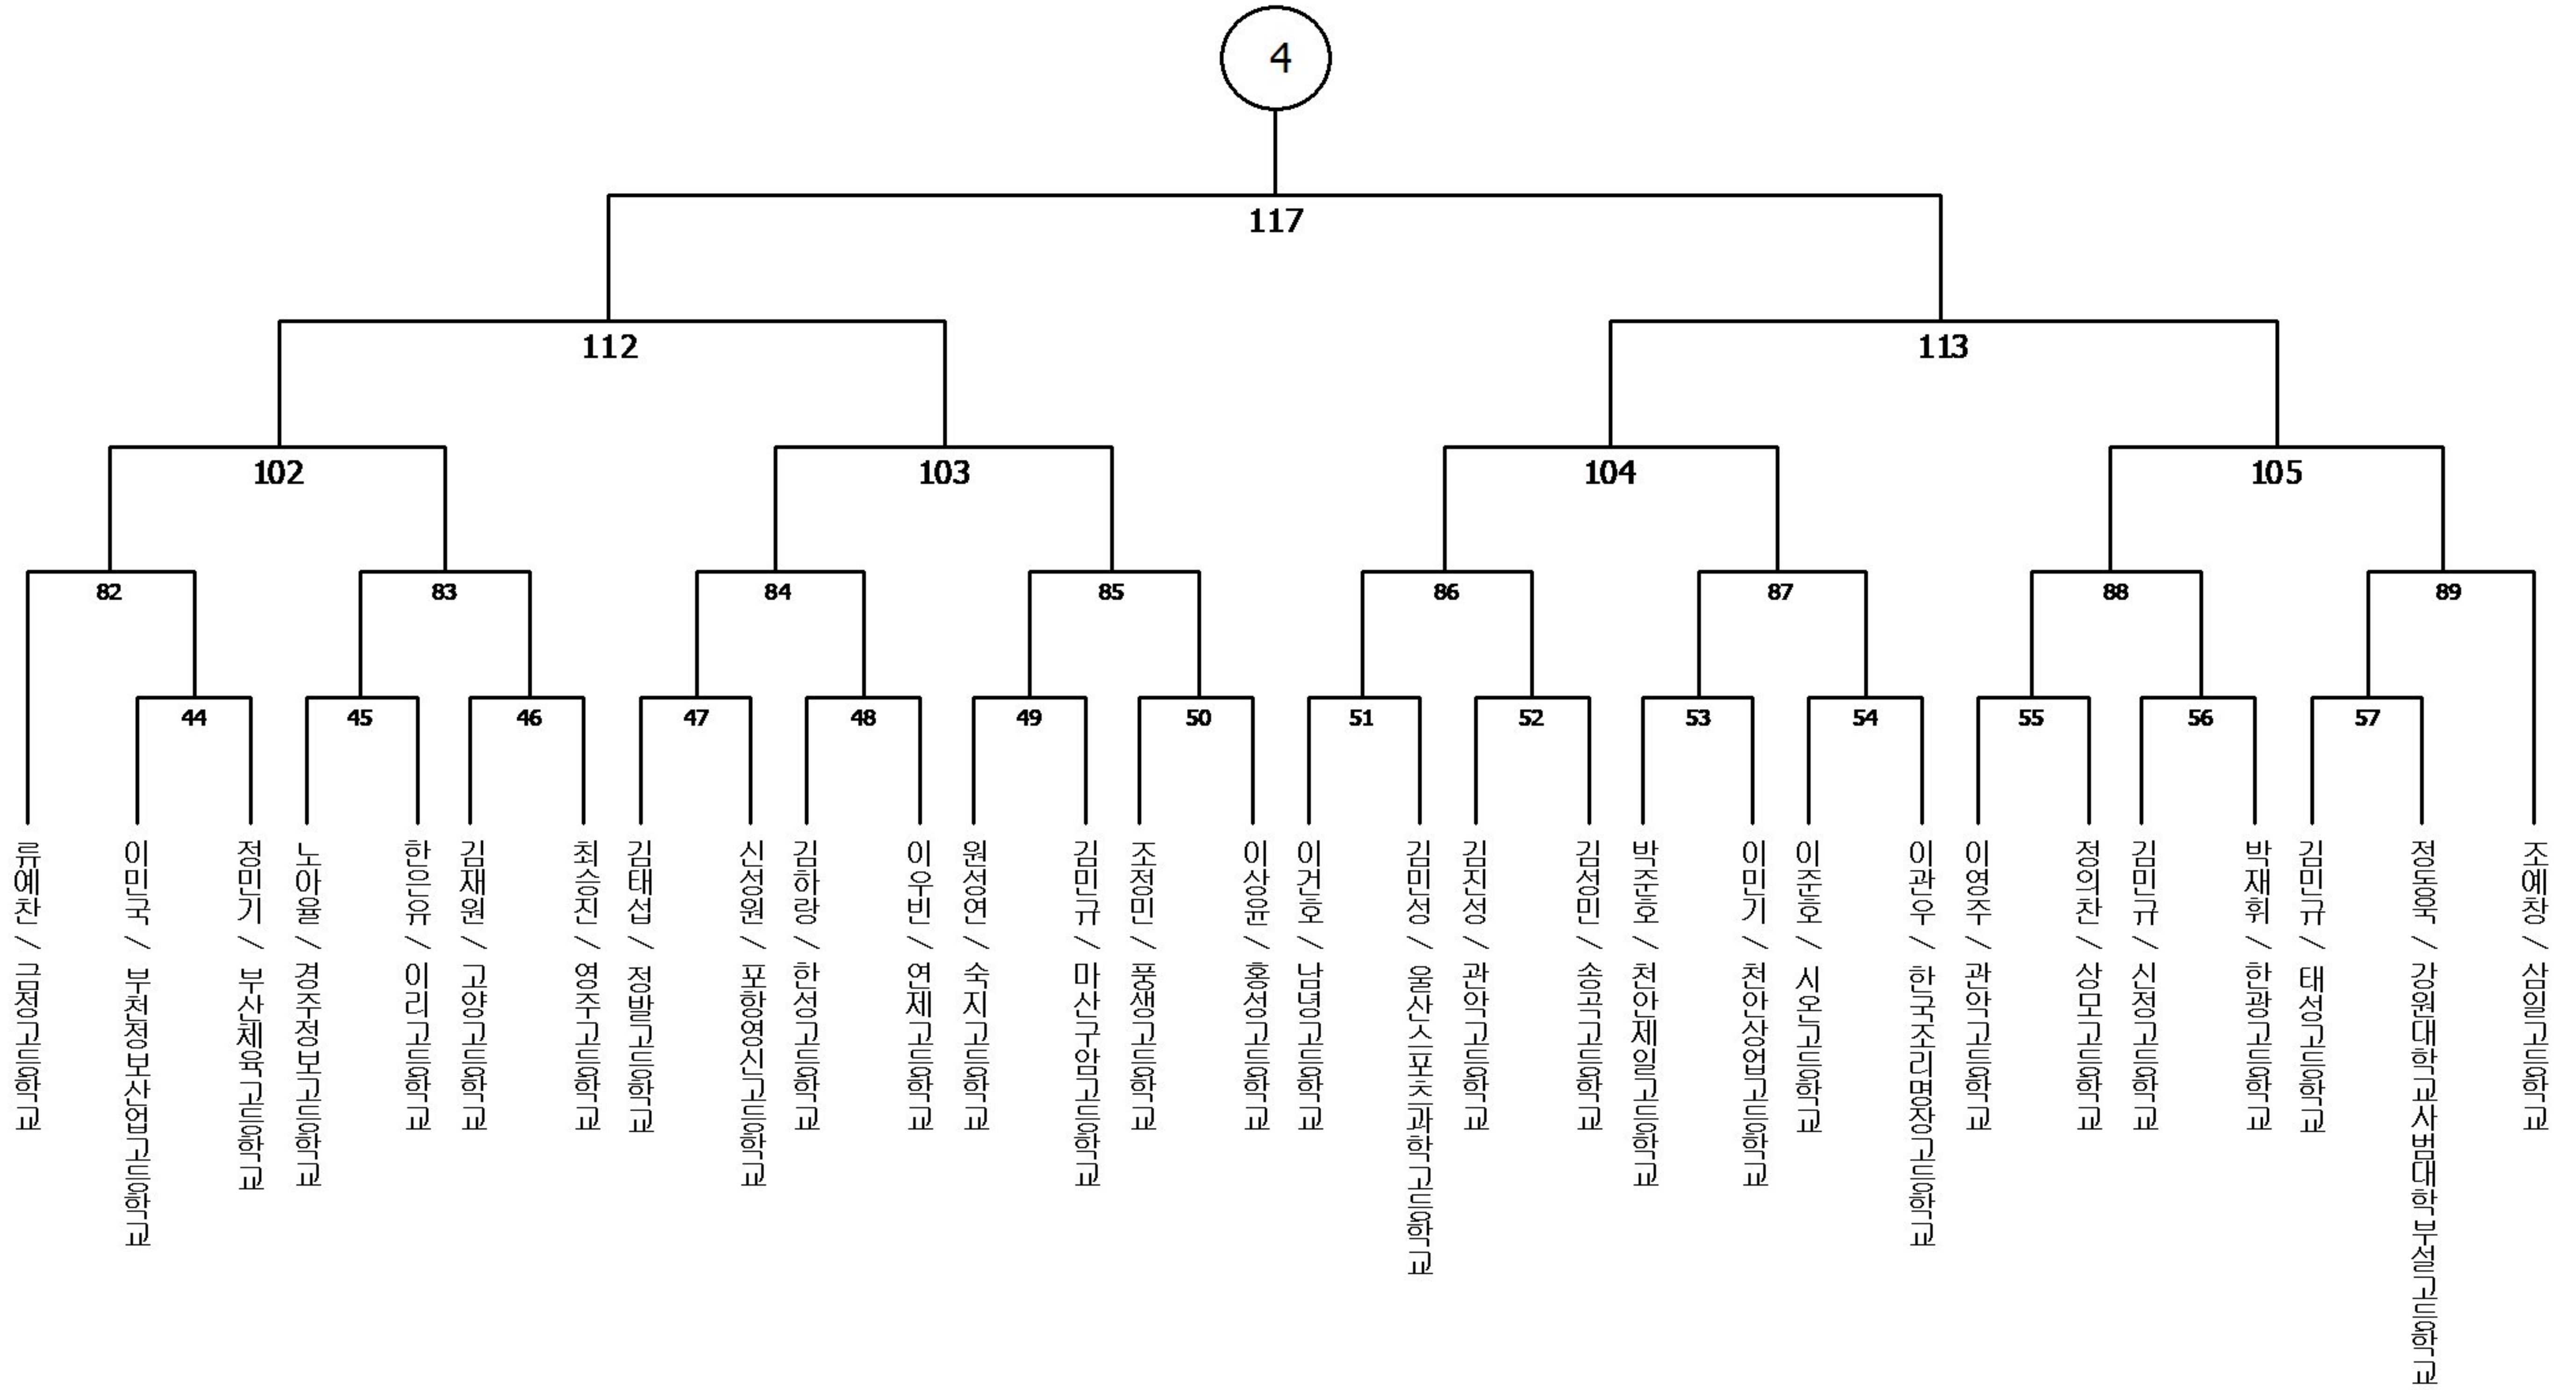 4
117
112 113
102 103 104 105
82 83 84 85 86 87 88 89
44 45 46 47 48 49 50 51 52 53 54 55 56 57
류예찬 / 금정고등학교
이민국 / 부천정보산업고등학교
정민기 / 부산체육고등학교
노아율 / 경주정보고등학교
한은유 / 이리고등학교
김재원 / 고양고등학교
최승진 / 영주고등학교
김태섭 / 정발고등학교
신성원 / 포항영신고등학교
김하랑 / 한성고등학교
이우빈 / 연제고등학교
원성연 / 숙지고등학교
김민규 / 마산구암고등학교
조정민 / 풍생고등학교
이상윤 / 홍성고등학교
이건호 / 남녕고등학교
김민성 / 울산스포츠과학고등학교
김진성 / 관악고등학교
김성민 / 송곡고등학교
박준호 / 천안제일고등학교
이민기 / 천안상업고등학교
이준호 / 시온고등학교
이관우 / 한국조리명장고등학교
이영주 / 관악고등학교
정의찬 / 상모고등학교
김민규 / 신정고등학교
박재휘 / 한광고등학교
김민규 / 태성고등학교
정동욱 / 강원대학교사범대학부설고등학교
조예창 / 삼일고등학교